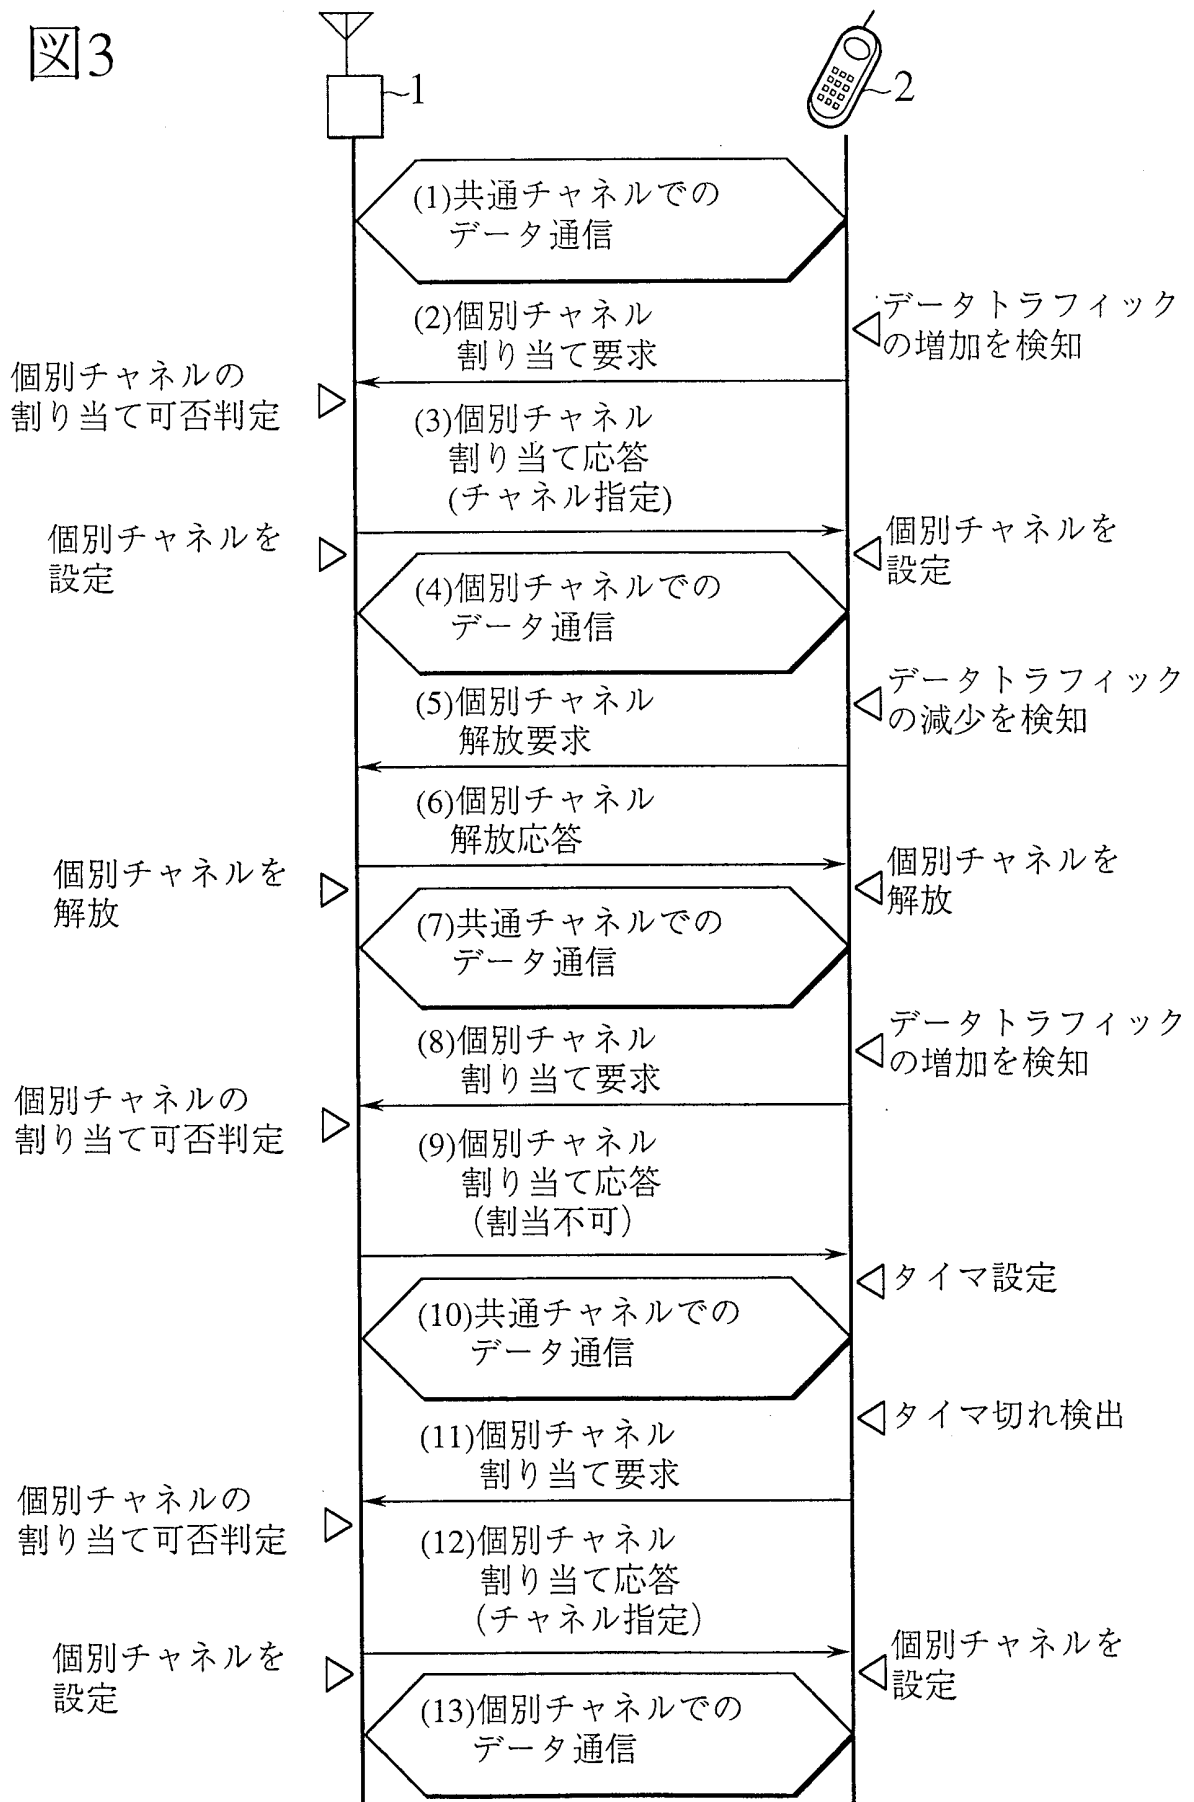 図3
1
2
(1)共通チャネルでの
データ通信
データトラフィック
の増加を検知
(2)個別チャネル
割り当て要求
個別チャネルの
割り当て可否判定
(3)個別チャネル
割り当て応答
(チャネル指定)
個別チャネルを
設定
個別チャネルを
設定
(4)個別チャネルでの
データ通信
データトラフィック
の減少を検知
(5)個別チャネル
解放要求
(6)個別チャネル
解放応答
個別チャネルを
解放
個別チャネルを
解放
(7)共通チャネルでの
データ通信
データトラフィック
の増加を検知
(8)個別チャネル
割り当て要求
個別チャネルの
割り当て可否判定
(9)個別チャネル
割り当て応答
(割当不可)
タイマ設定
(10)共通チャネルでの
データ通信
タイマ切れ検出
(11)個別チャネル
割り当て要求
個別チャネルの
割り当て可否判定
(12)個別チャネル
割り当て応答
(チャネル指定)
個別チャネルを
設定
個別チャネルを
設定
(13)個別チャネルでの
データ通信